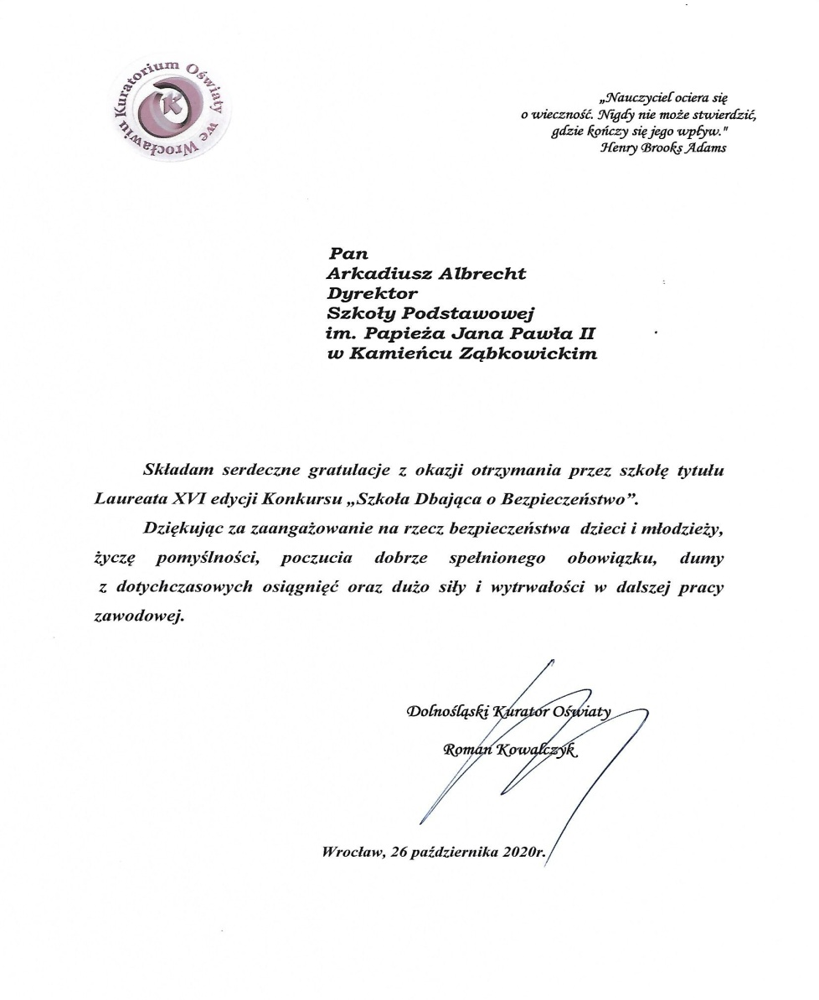 Kuratorium Oświaty we Wrocławiu
K
„Nauczyciel ociera się
o wieczność. Nigdy nie może stwierdzić,
gdzie kończy się jego wpływ."
Henry Brooks Adams
Pan
Arkadiusz Albrecht
Dyrektor
Szkoły Podstawowej
im. Papieża Jana Pawła II
w Kamieńcu Ząbkowickim
Składam serdeczne gratulacje z okazji otrzymania przez szkołę tytułu
Laureata XVI edycji Konkursu „Szkoła Dbająca o Bezpieczeństwo”.
Dziękując za zaangażowanie na rzecz bezpieczeństwa dzieci i młodzieży,
życzę pomyślności, poczucia dobrze spełnionego obowiązku, dumy
z dotychczasowych osiągnięć oraz dużo siły i wytrwałości w dalszej pracy
zawodowej.
Dolnośląski Kurator Oświaty
Roman Kowalczyk
Wrocław, 26 października 2020r.